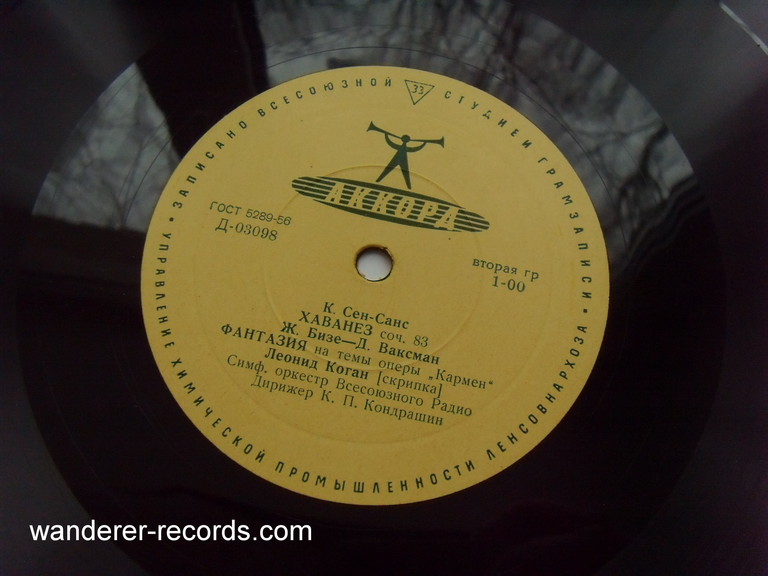 ЗАПИСАНО ВСЕСОЮЗНОЙ 33 СТУДИЕЙ ГРАМЗАПИСИ
АККОРД
ГОСТ 5289-56
Д-03098
вторая гр
1-00
К. Сен-Санс
ХАВАНЕЗ соч. 83
Ж. Бизе—Д. Ваксман
ФАНТАЗИЯ на темы оперы „Кармен“
Леонид Коган [скрипка]
Симф. оркестр Всесоюзного Радио
Дирижер К. П. Кондрашин
• УПРАВЛЕНИЕ ХИМИЧЕСКОЙ ПРОМЫШЛЕННОСТИ ЛЕНСОВНАРХОЗА •
wanderer-records.com